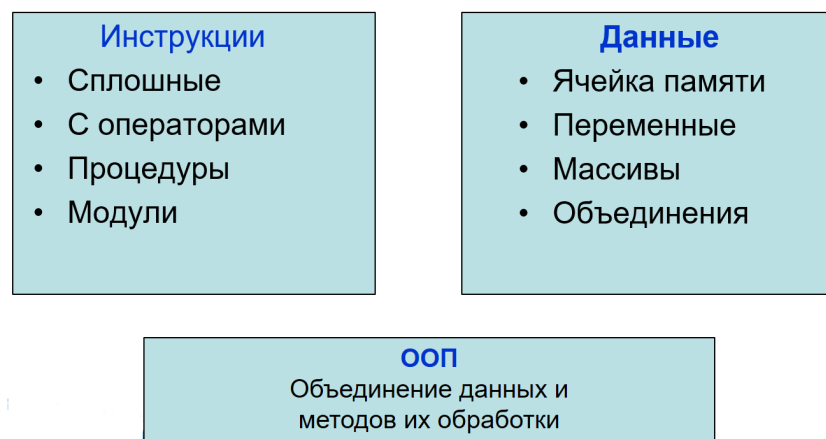 Инструкции
• Сплошные
• С операторами
• Процедуры
• Модули
Данные
• Ячейка памяти
• Переменные
• Массивы
• Объединения
ООП
Объединение данных и
методов их обработки